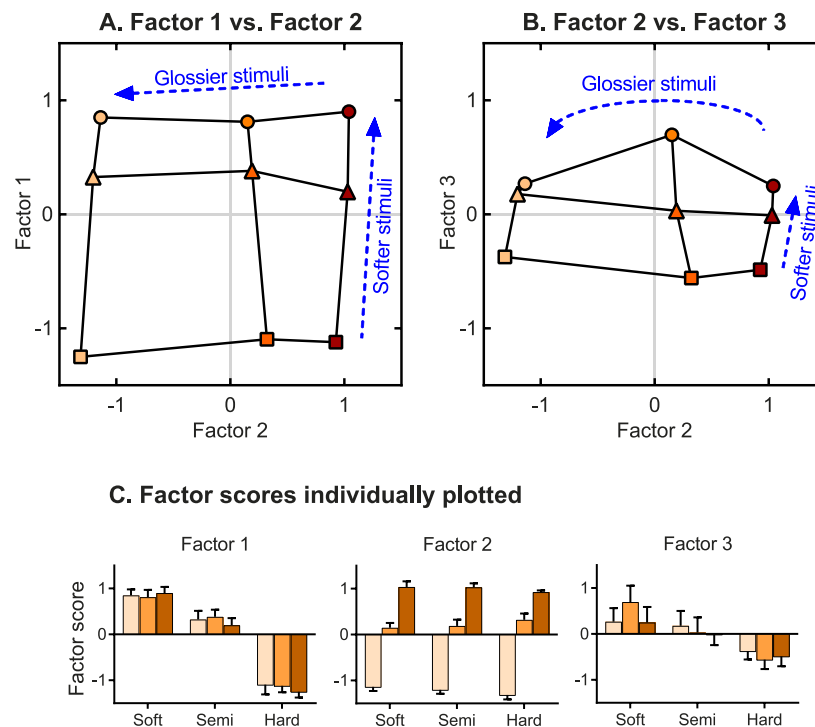 A. Factor 1 vs. Factor 2
Glossier stimuli
Softer stimuli
Factor 1
1
0
-1
-1
0
1
Factor 2
B. Factor 2 vs. Factor 3
Glossier stimuli
Softer stimuli
Factor 3
1
0
-1
-1
0
1
Factor 2
C. Factor scores individually plotted
Factor 1
Factor 2
Factor 3
Factor score
1
0
-1
Soft
Semi
Hard
1
0
-1
Soft
Semi
Hard
1
0
-1
Soft
Semi
Hard